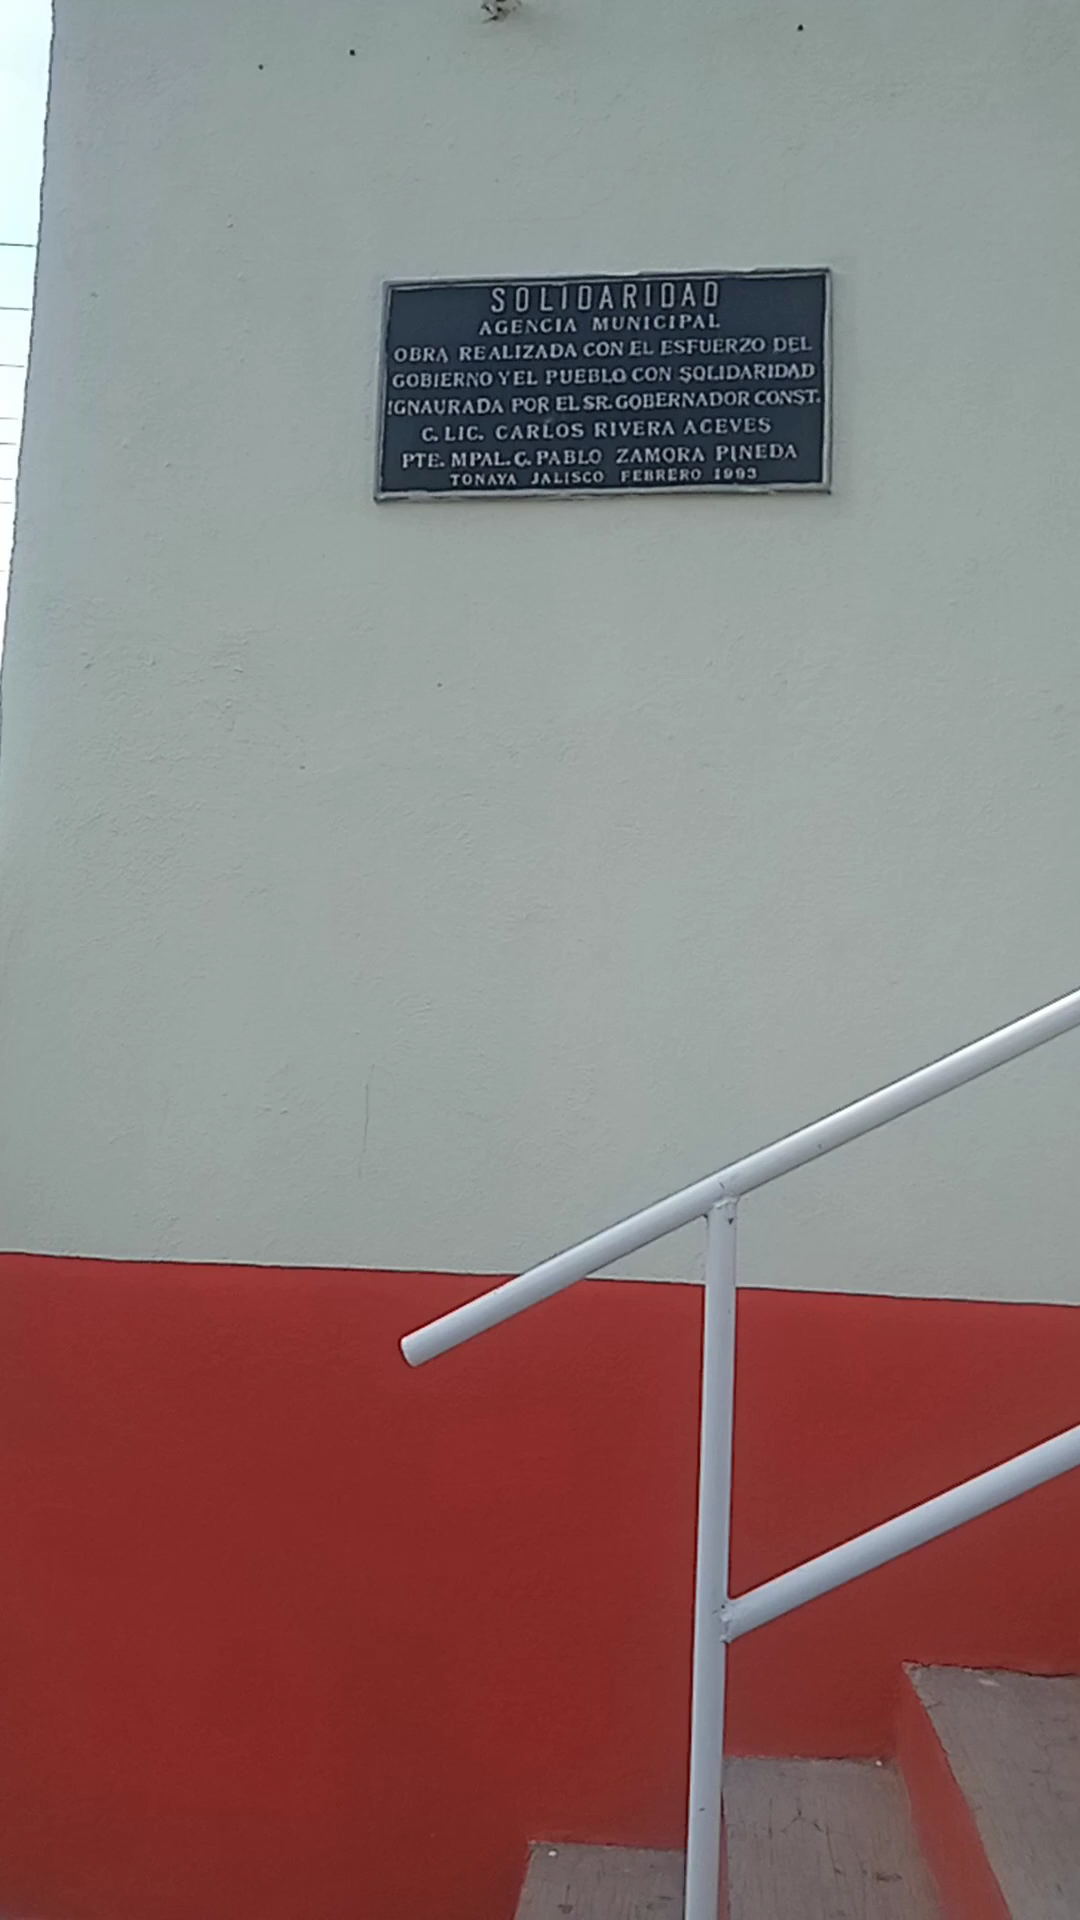 SOLIDARIDAD
AGENCIA MUNICIPAL
OBRA REALIZADA CON EL ESFUERZO DEL
GOBIERNO Y EL PUEBLO CON SOLIDARIDAD
IGNAURADA POR EL SR. GOBERNADOR CONST.
C. LIC. CARLOS RIVERA ACEVES
PTE. MPAL. C. PABLO ZAMORA PINEDA
TONAYA JALISCO FEBRERO 1993